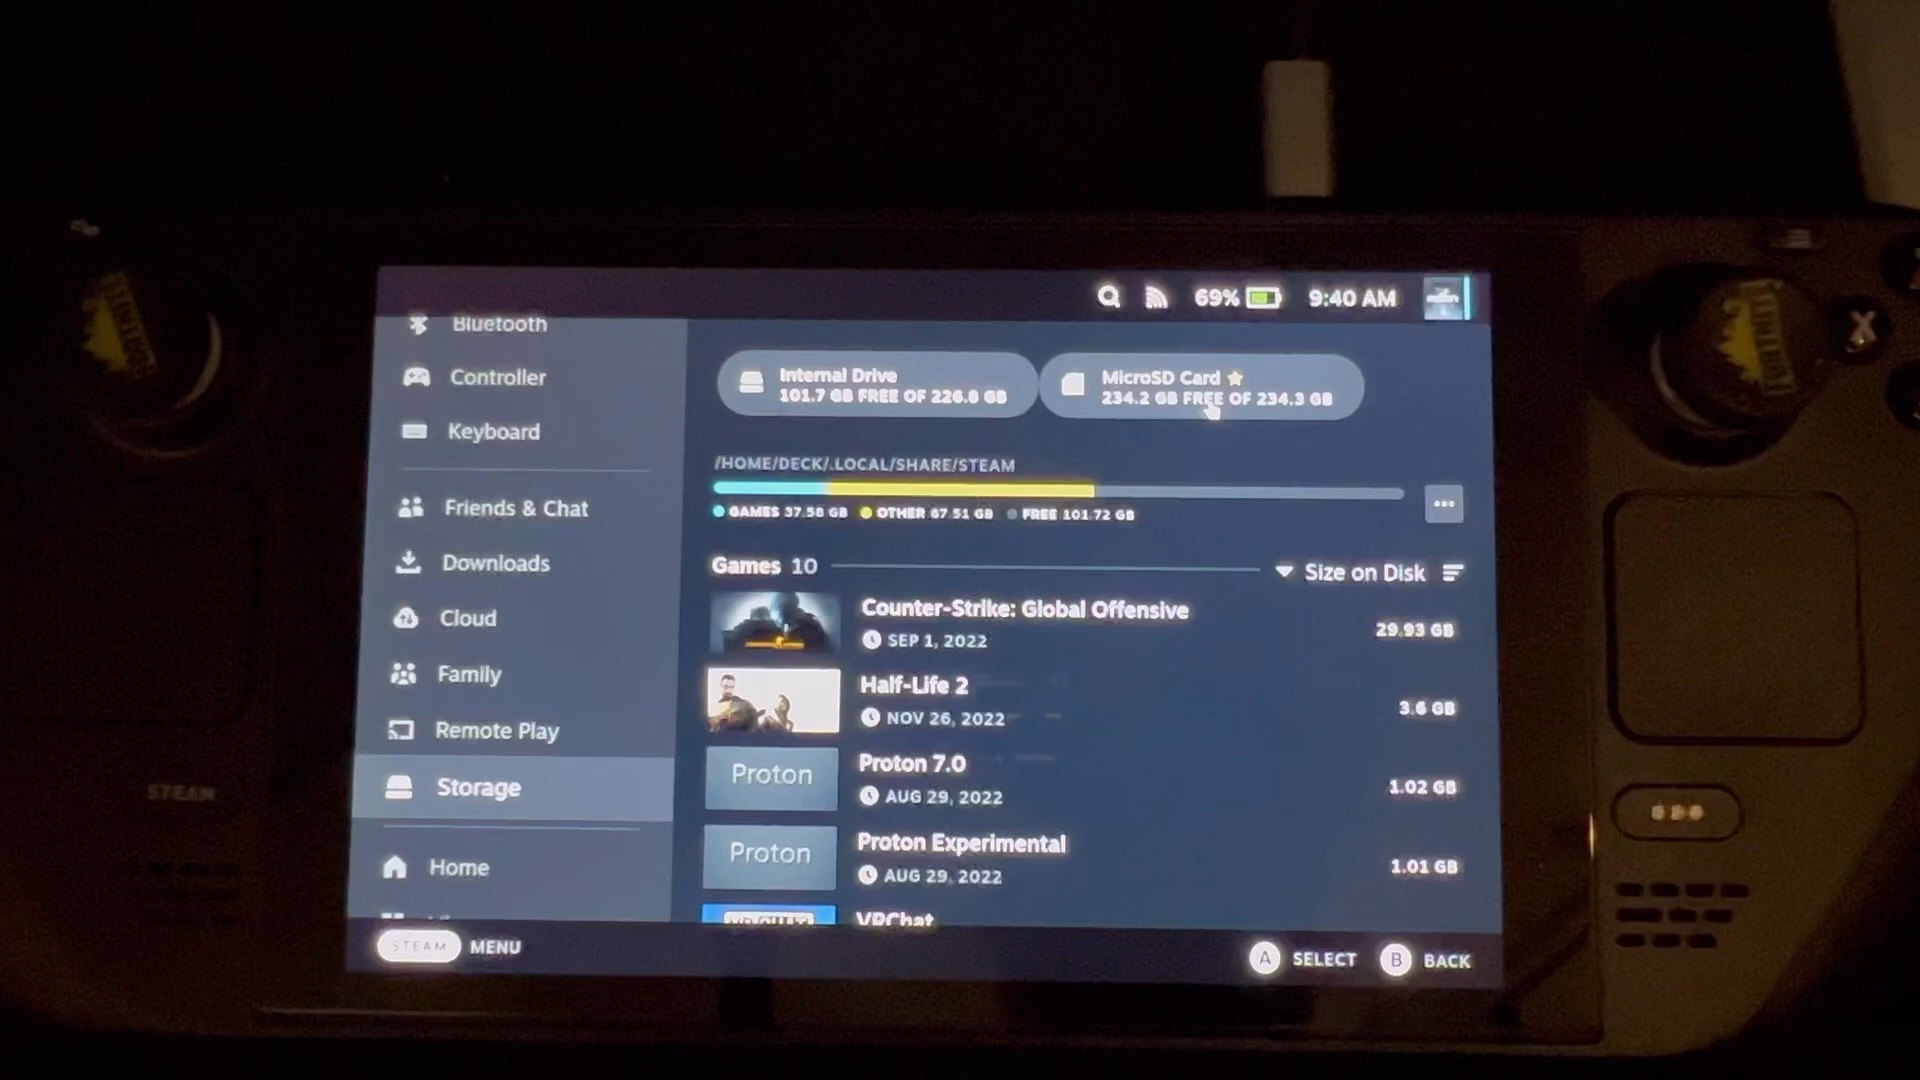 69%
9:40 AM
Bluetooth
Controller
Keyboard
Friends & Chat
Downloads
Cloud
Family
Remote Play
Storage
Home
Internal Drive
101.7 GB FREE OF 226.8 GB
MicroSD Card
234.2 GB FREE OF 234.3 GB
/HOME/DECK/.LOCAL/SHARE/STEAM
GAMES 37.58 GB
OTHER 87.51 GB
FREE 101.72 GB
Games 10
Size on Disk
Counter-Strike: Global Offensive
SEP 1, 2022
29.93 GB
Half-Life 2
NOV 26, 2022
3.6 GB
Proton
Proton 7.0
AUG 29, 2022
1.02 GB
Proton
Proton Experimental
AUG 29, 2022
1.01 GB
VRChat
STEAM MENU
A SELECT
B BACK
STEAM
X